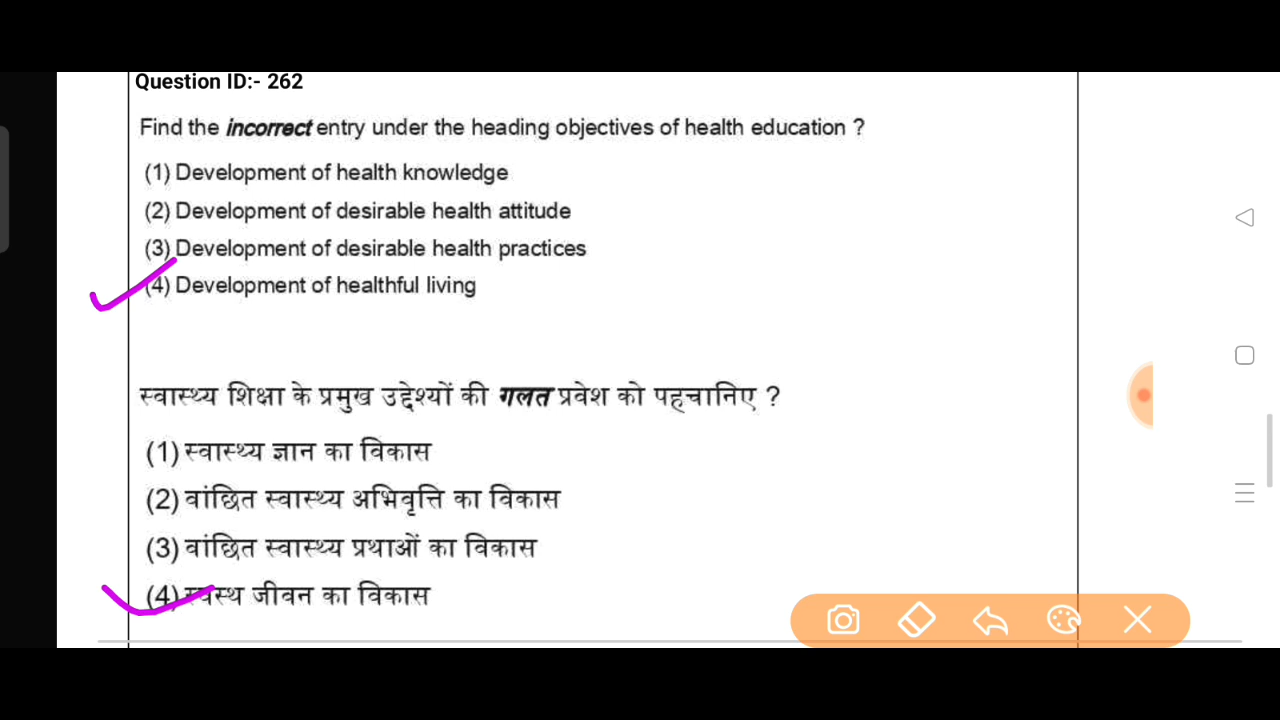 Question ID:- 262
Find the incorrect entry under the heading objectives of health education ?
(1) Development of health knowledge
(2) Development of desirable health attitude
(3) Development of desirable health practices
(4) Development of healthful living
स्वास्थ्य शिक्षा के प्रमुख उद्देश्यों की गलत प्रवेश को पहचानिए ?
(1) स्वास्थ्य ज्ञान का विकास
(2) वांछित स्वास्थ्य अभिवृत्ति का विकास
(3) वांछित स्वास्थ्य प्रथाओं का विकास
(4) स्वस्थ जीवन का विकास